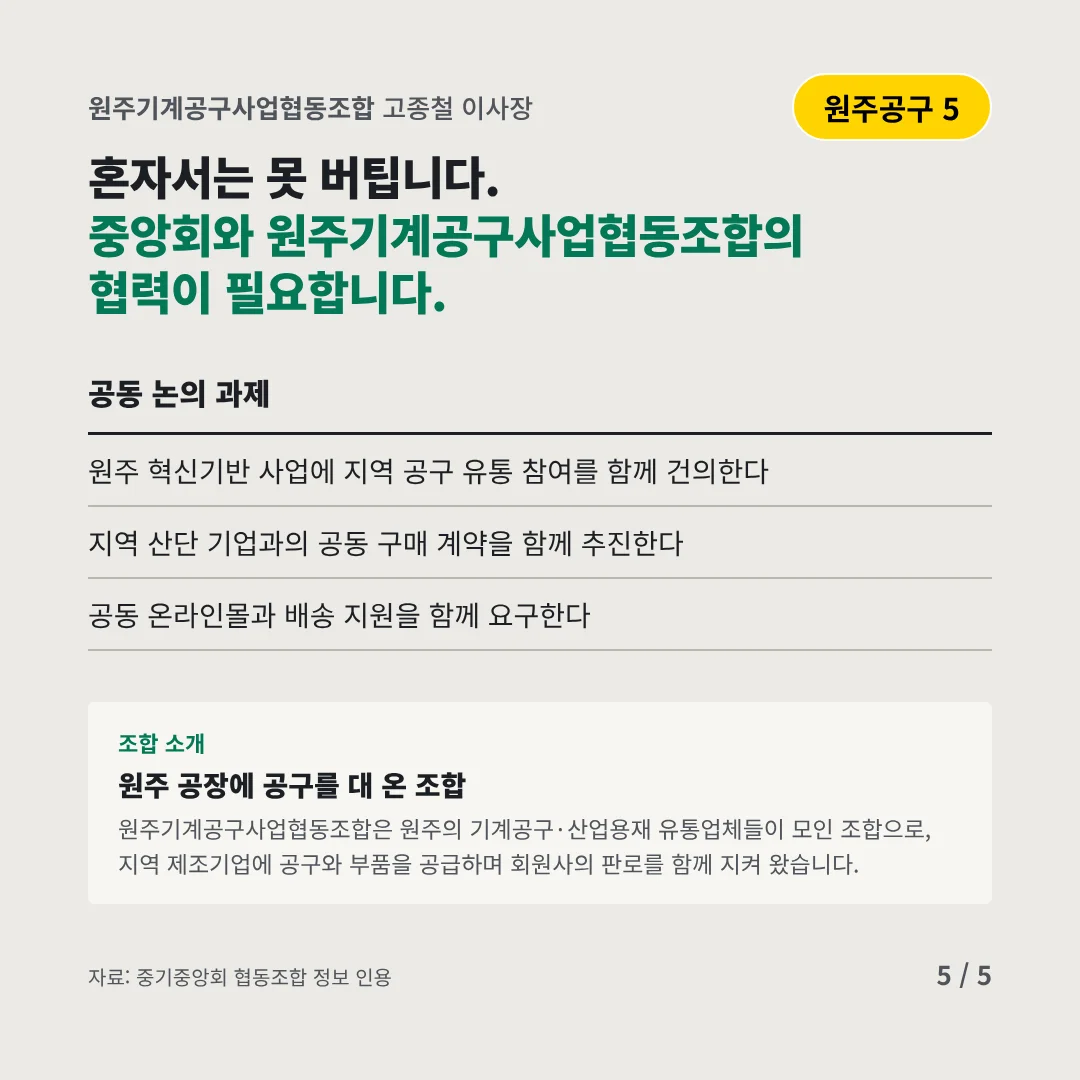 원주기계공구사업협동조합 고종철 이사장
원주공구 5
혼자서는 못 버팁니다.
중앙회와 원주기계공구사업협동조합의
협력이 필요합니다.
공동 논의 과제
원주 혁신기반 사업에 지역 공구 유통 참여를 함께 건의한다
지역 산단 기업과의 공동 구매 계약을 함께 추진한다
공동 온라인몰과 배송 지원을 함께 요구한다
조합 소개
원주 공장에 공구를 대 온 조합
원주기계공구사업협동조합은 원주의 기계공구·산업용재 유통업체들이 모인 조합으로,
지역 제조기업에 공구와 부품을 공급하며 회원사의 판로를 함께 지켜 왔습니다.
자료: 중기중앙회 협동조합 정보 인용
5 / 5